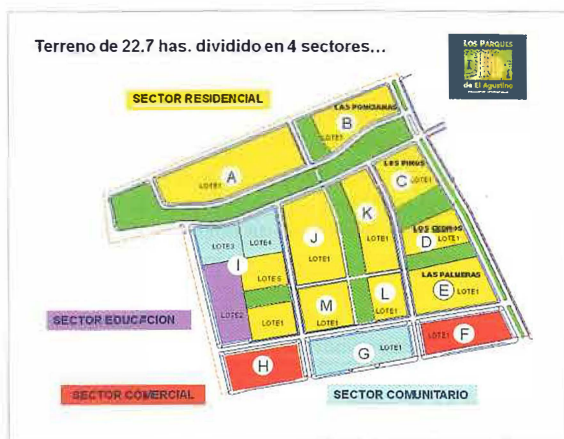 Terreno de 22.7 has. dividido en 4 sectores…
LOS PARQUES
de El Agustino
SECTOR RESIDENCIAL
LAS PONCIANAS
B
LOTE1
A
LOTE1
LOS PINOS
C
LOTE1
K
LOTE1
J
LOTE1
LOTE3
LOTE4
I
LOTE5
LOTE2
LOTE1
D
LOTE1
LAS PALMERAS
E
LOTE1
M
LOTE1
L
LOTE1
SECTOR EDUCACION
H
G
LOTE1
F
LOTE1
SECTOR COMERCIAL
SECTOR COMUNITARIO